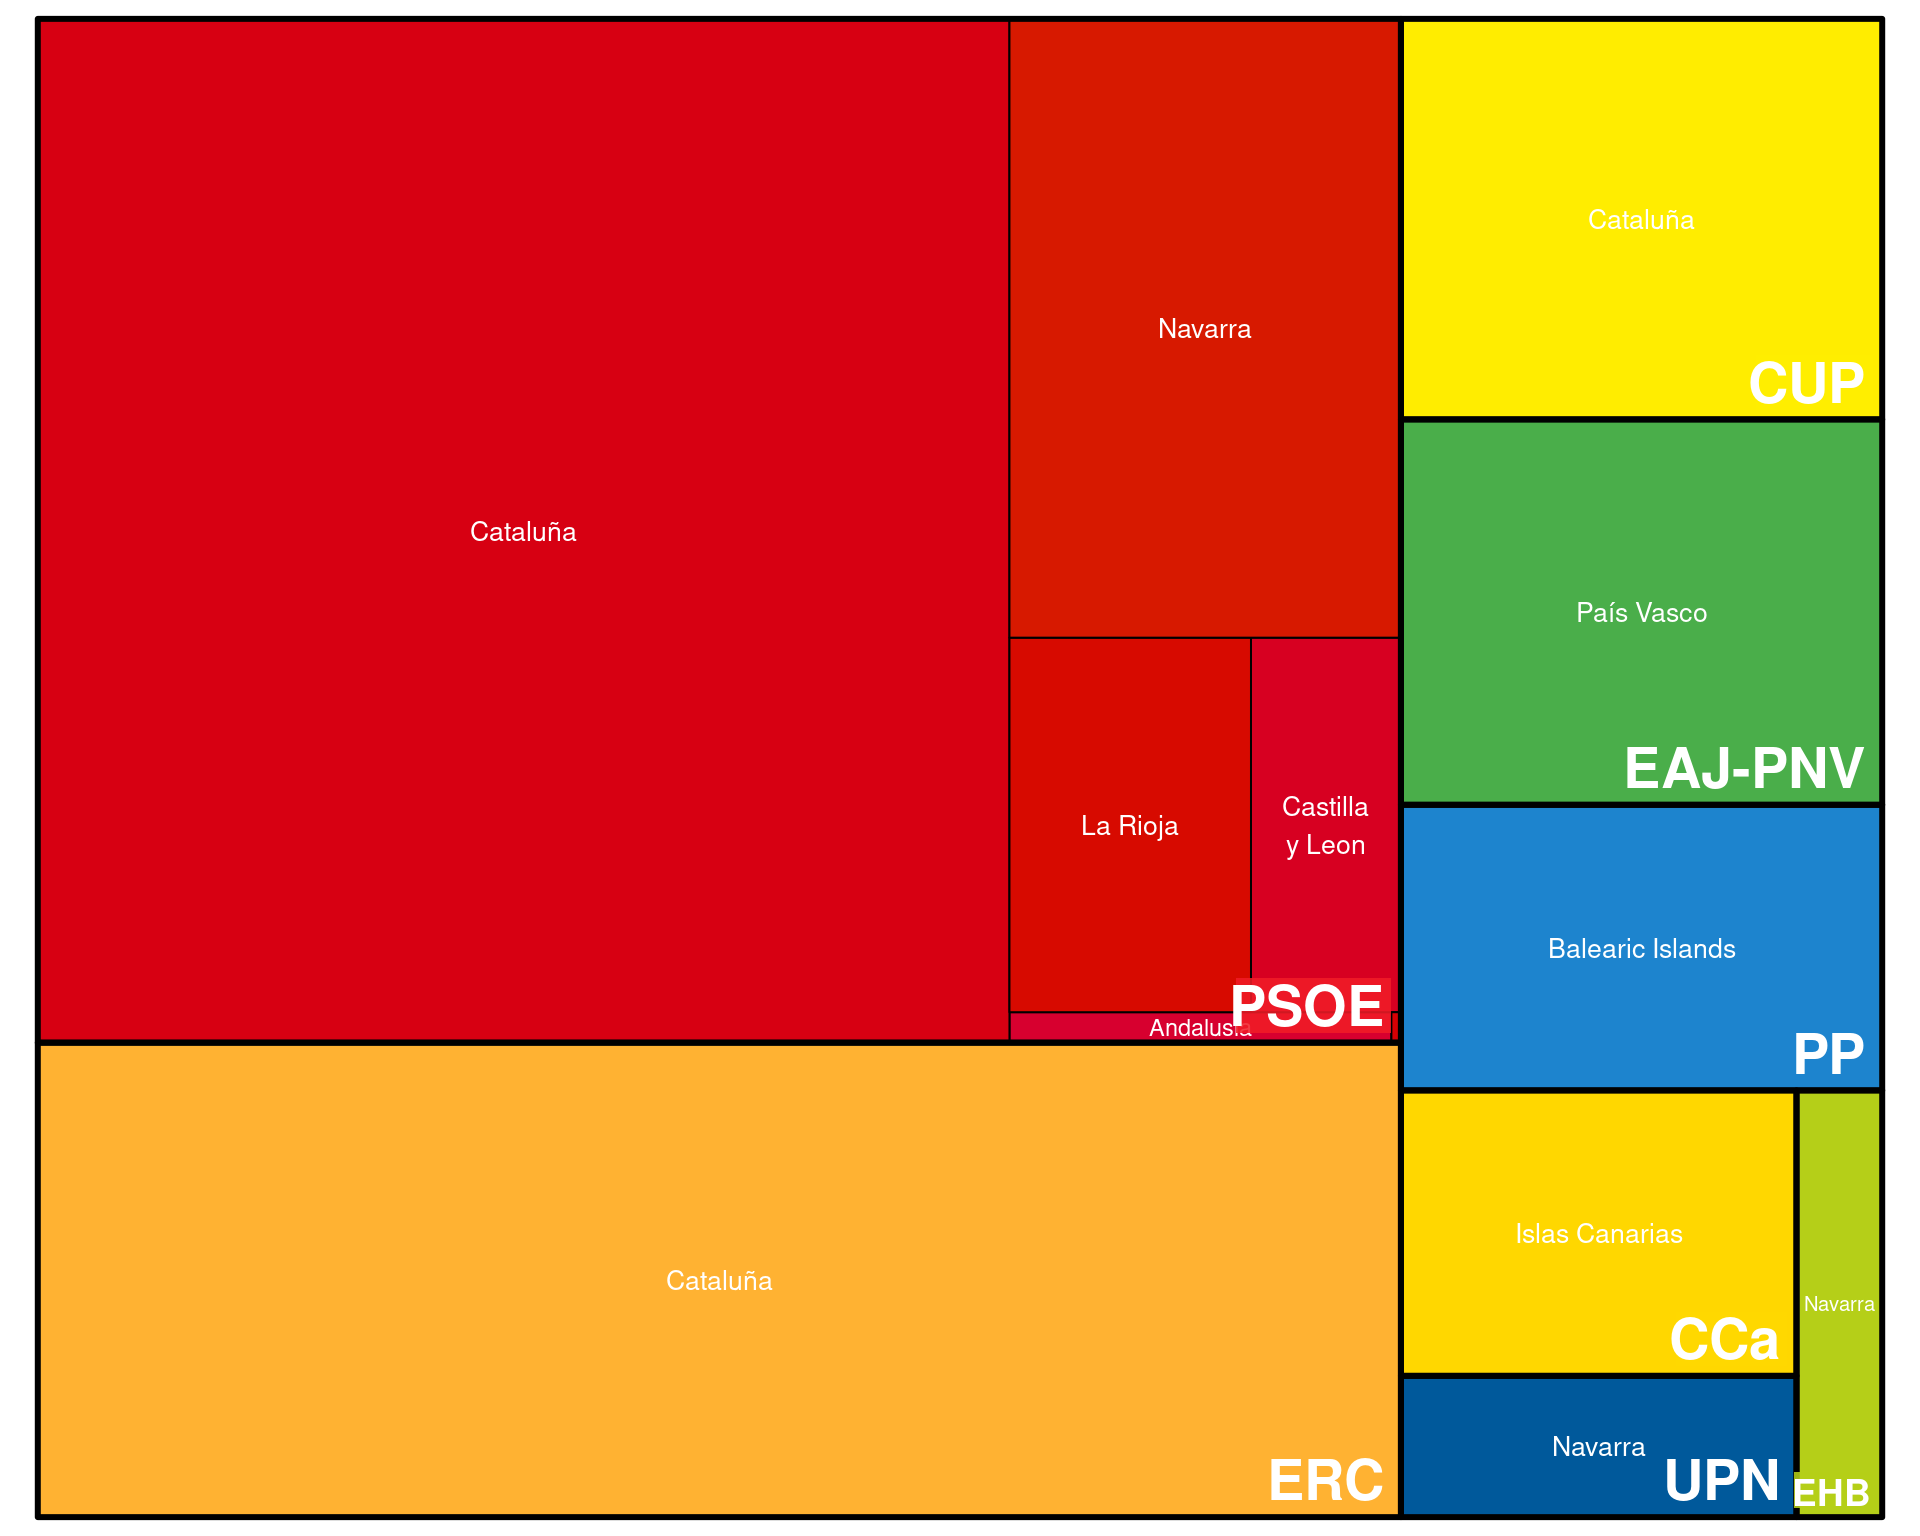 Cataluña
Navarra
La Rioja
Castilla
y Leon
Andalusia
PSOE
Cataluña
ERC
Cataluña
CUP
País Vasco
EAJ-PNV
Balearic Islands
PP
Islas Canarias
CCa
Navarra
UPN
Navarra
EHB